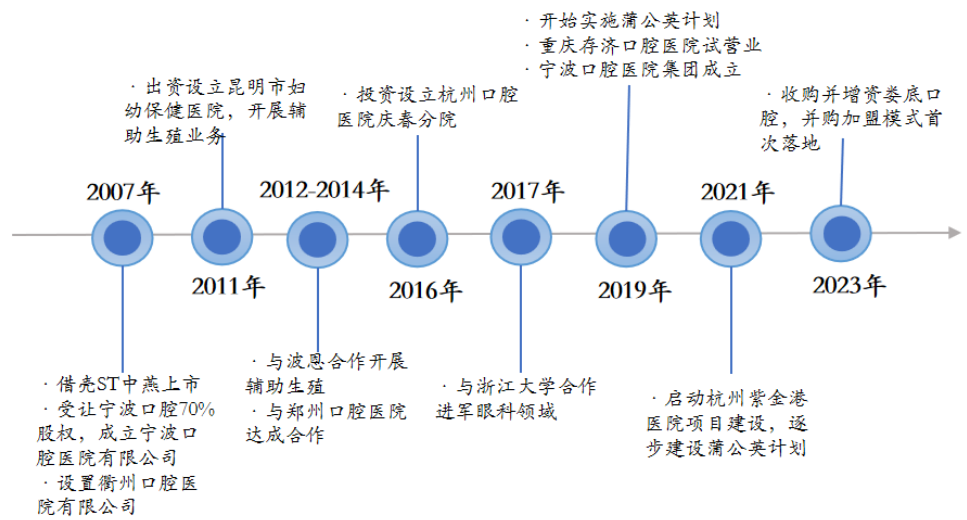 · 开始实施蒲公英计划
· 重庆存济口腔医院试营业
· 宁波口腔医院集团成立
· 出资设立昆明市妇
幼保健医院，开展辅
助生殖业务
· 投资设立杭州口腔
医院庆春分院
· 收购并增资娄底口
腔，并购加盟模式首
次落地
2007年
2012-2014年
2017年
2021年
2011年
2016年
2019年
2023年
· 借壳ST中燕上市
· 受让宁波口腔70%
股权，成立宁波口
腔医院有限公司
· 设置衢州口腔医
院有限公司
· 与波恩合作开展
辅助生殖
· 与郑州口腔医院
达成合作
· 与浙江大学合作
进军眼科领域
· 启动杭州紫金港
医院项目建设，逐
步建设蒲公英计划